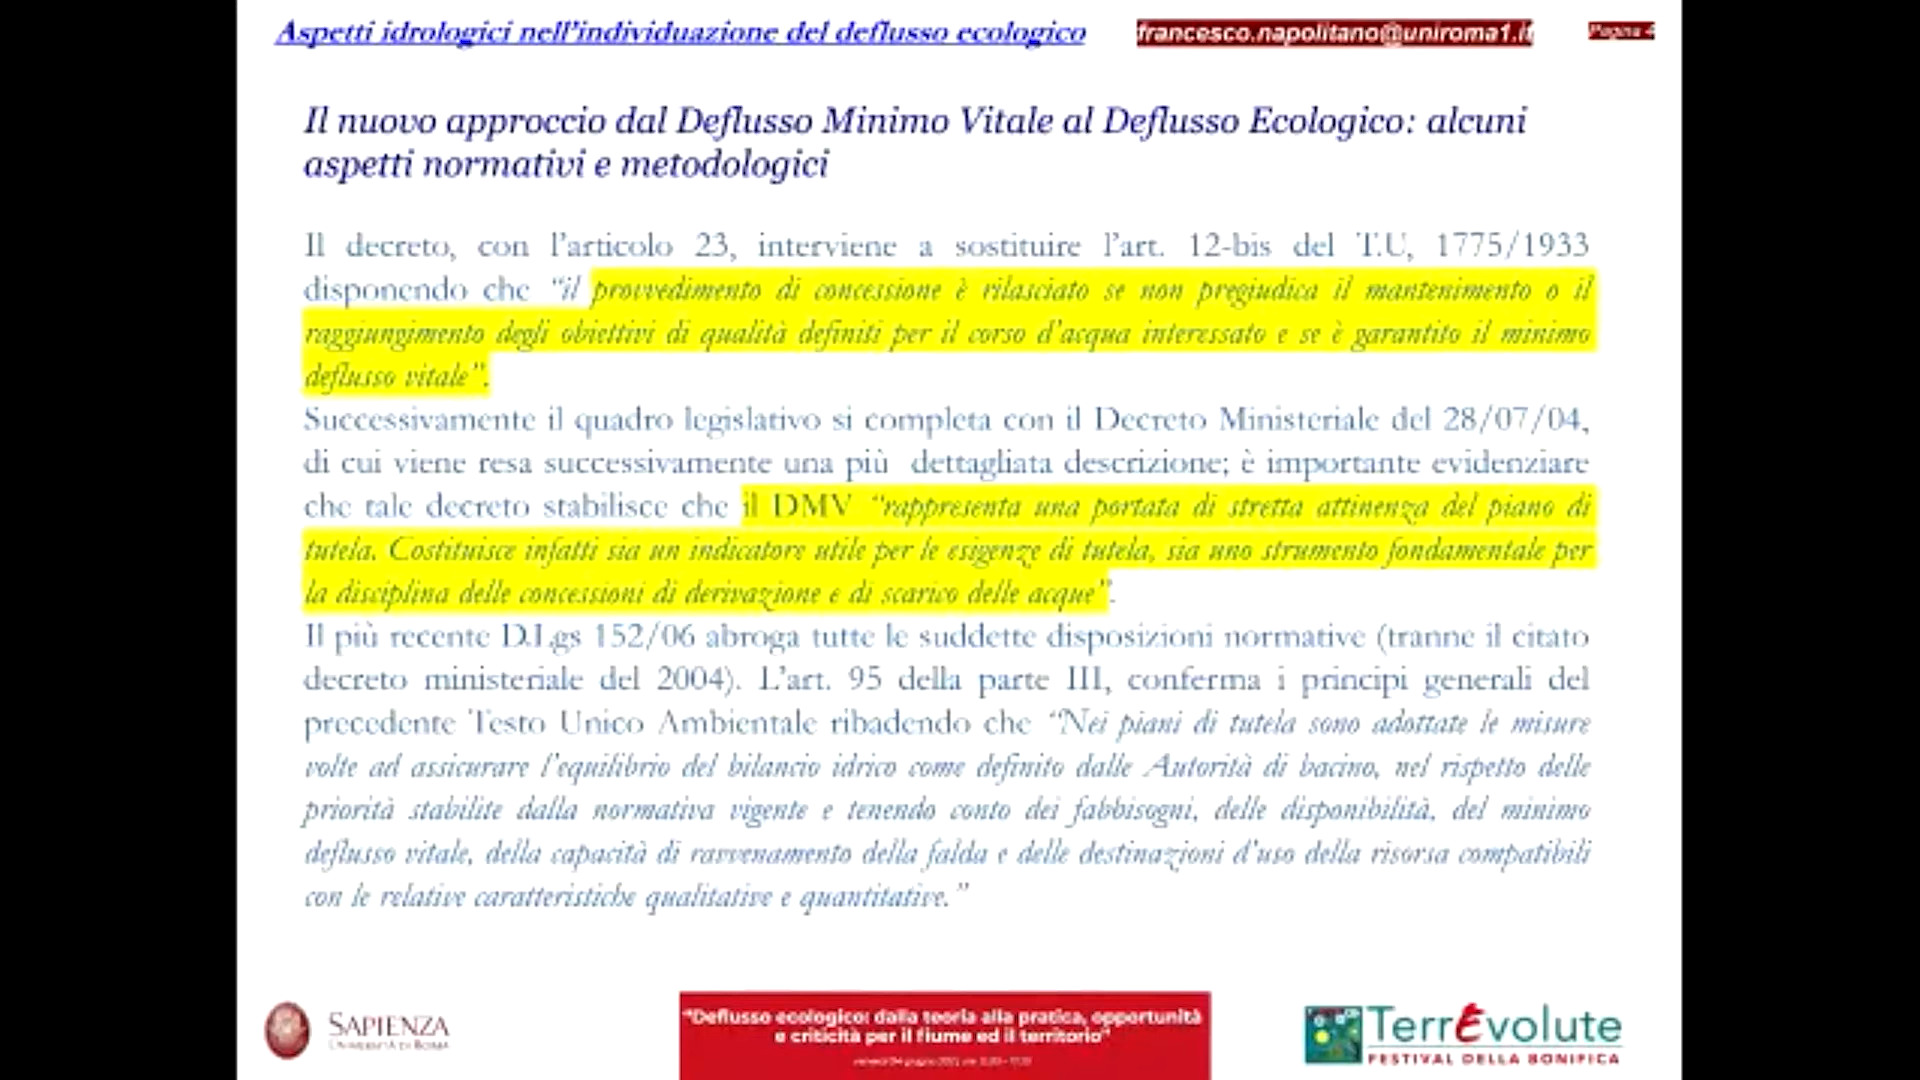 Aspetti idrologici nell'individuazione del deflusso ecologico
francesco.napolitano@uniroma1.it
Pagina 4
Il nuovo approccio dal Deflusso Minimo Vitale al Deflusso Ecologico: alcuni
aspetti normativi e metodologici
Il decreto, con l'articolo 23, interviene a sostituire l'art. 12-bis del T.U, 1775/1933
disponendo che "il provvedimento di concessione è rilasciato se non pregiudica il mantenimento o il
raggiungimento degli obiettivi di qualità definiti per il corso d'acqua interessato e se è garantito il minimo
deflusso vitale".
Successivamente il quadro legislativo si completa con il Decreto Ministeriale del 28/07/04,
di cui viene resa successivamente una più dettagliata descrizione; è importante evidenziare
che tale decreto stabilisce che il DMV "rappresenta una portata di stretta attinenza del piano di
tutela. Costituisce infatti sia un indicatore utile per le esigenze di tutela, sia uno strumento fondamentale per
la disciplina delle concessioni di derivazione e di scarico delle acque".
Il più recente D.Lgs 152/06 abroga tutte le suddette disposizioni normative (tranne il citato
decreto ministeriale del 2004). L'art. 95 della parte III, conferma i principi generali del
precedente Testo Unico Ambientale ribadendo che "Nei piani di tutela sono adottate le misure
volte ad assicurare l'equilibrio del bilancio idrico come definito dalle Autorità di bacino, nel rispetto delle
priorità stabilite dalla normativa vigente e tenendo conto dei fabbisogni, delle disponibilità, del minimo
deflusso vitale, della capacità di ravvenamento della falda e delle destinazioni d'uso della risorsa compatibili
con le relative caratteristiche qualitative e quantitative."
SAPIENZA
UNIVERSITÀ DI ROMA
"Deflusso ecologico: dalla teoria alla pratica, opportunità
e criticità per il fiume ed il territorio"
TerrEvolute
FESTIVAL DELLA BONIFICA